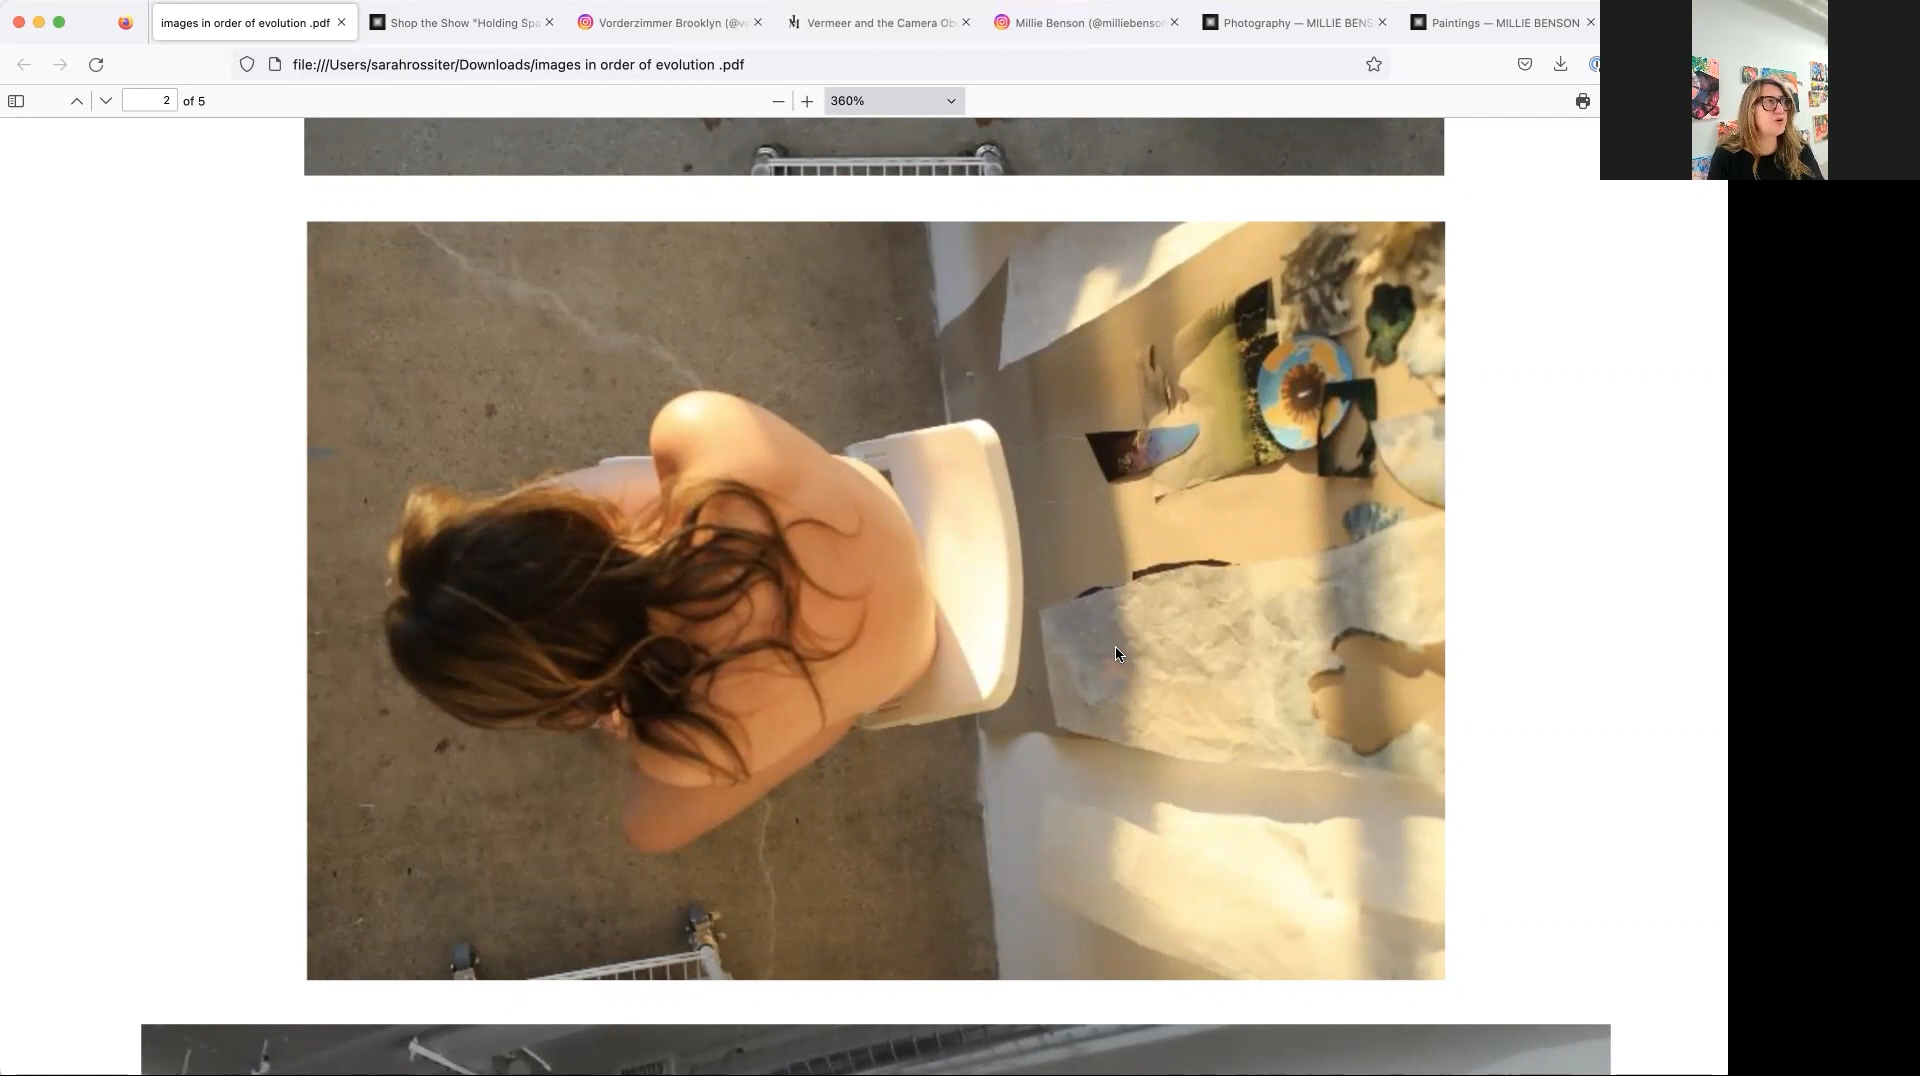 images in order of evolution .pdf
Shop the Show "Holding Spa
Vorderzimmer Brooklyn (@vo
Vermeer and the Camera Ob
Millie Benson (@milliebenson
Photography — MILLIE BENS
Paintings — MILLIE BENSON
file:///Users/sarahrossiter/Downloads/images in order of evolution .pdf
2 of 5
360%